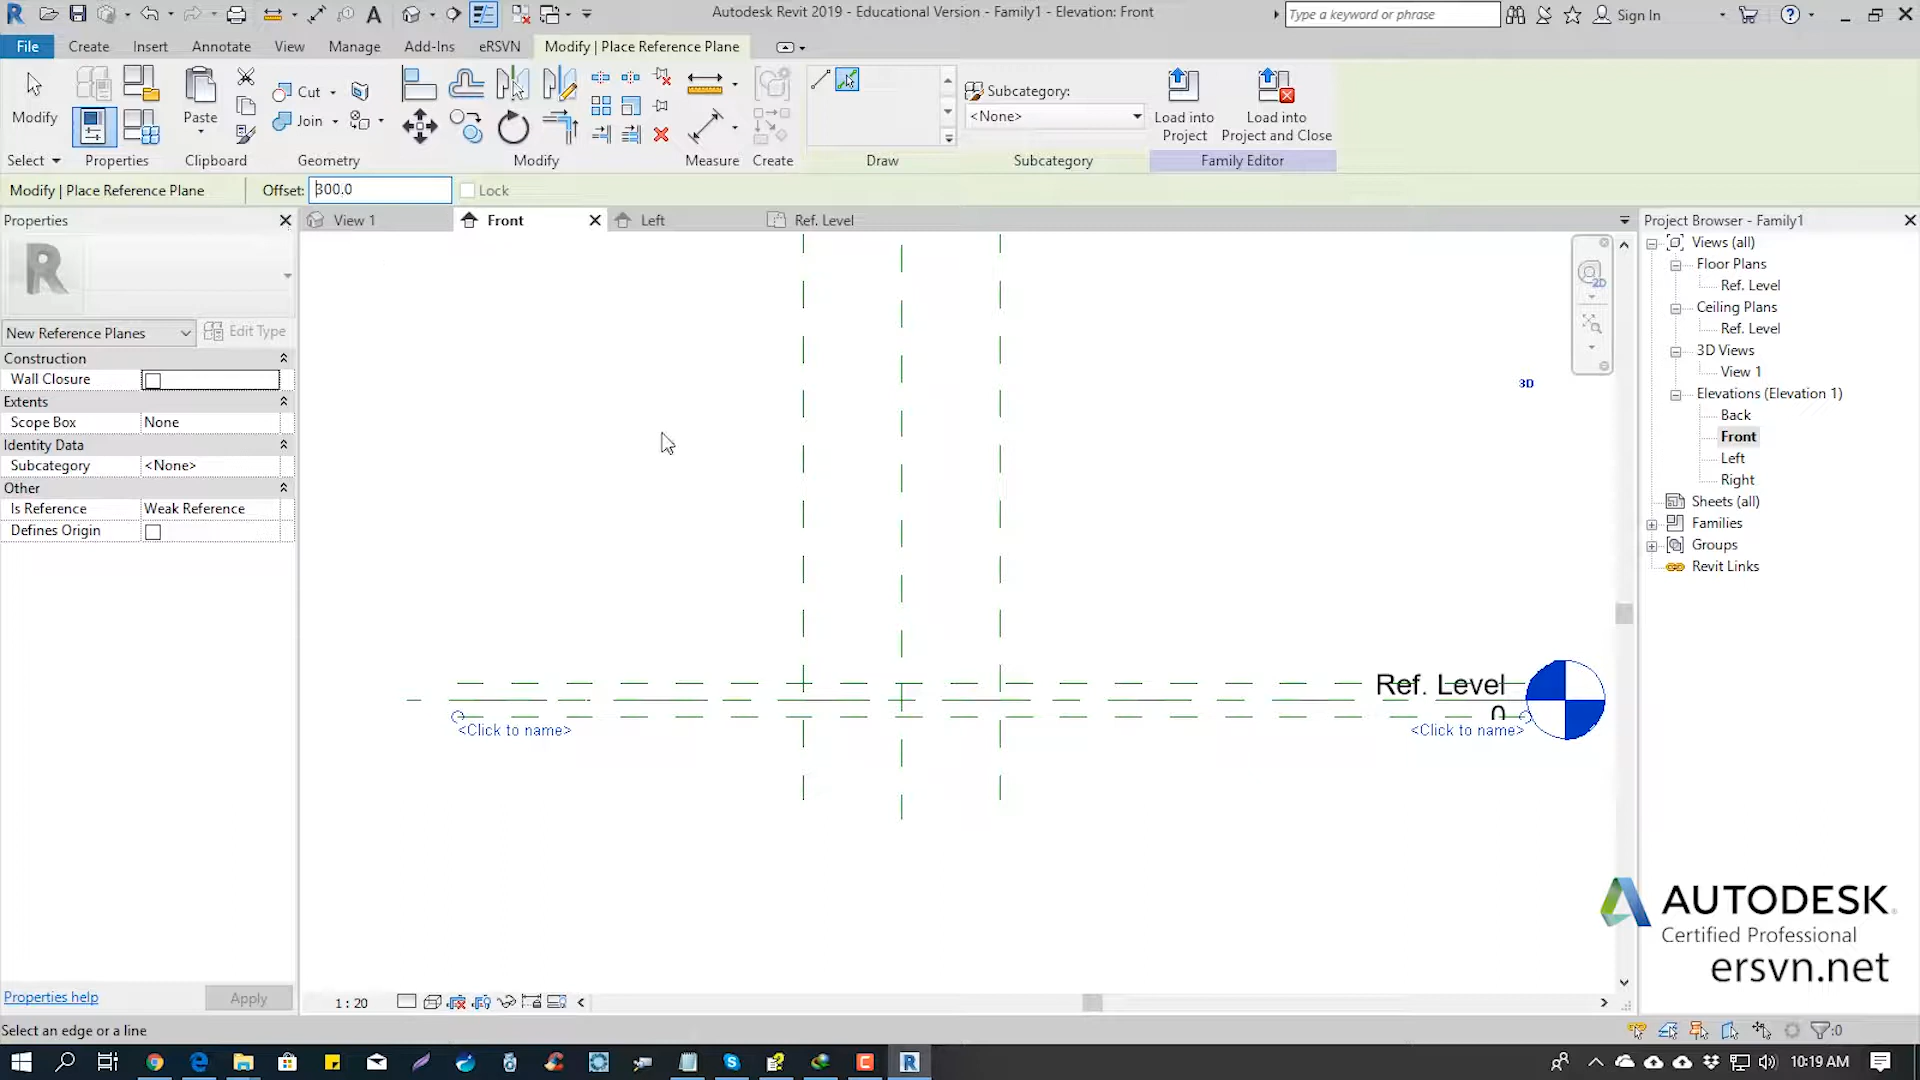 Autodesk Revit 2019 - Educational Version - Family1 - Elevation: Front
Type a keyword or phrase
Sign In
File
Create
Insert
Annotate
View
Manage
Add-Ins
eRSVN
Modify | Place Reference Plane
Modify
Paste
Cut
Join
Subcategory:
<None>
Load into
Project
Load into
Project and Close
Select
Properties
Clipboard
Geometry
Modify
Measure
Create
Draw
Subcategory
Family Editor
Modify | Place Reference Plane
Offset:
300.0
Lock
Properties
View 1
Front
Left
Ref. Level
Project Browser - Family1
New Reference Planes
Edit Type
Construction
Wall Closure
Extents
Scope Box
None
Identity Data
Subcategory
<None>
Other
Is Reference
Weak Reference
Defines Origin
Properties help
Apply
2D
3D
Ref. Level
0
<Click to name>
<Click to name>
1 : 20
Views (all)
Floor Plans
Ref. Level
Ceiling Plans
Ref. Level
3D Views
View 1
Elevations (Elevation 1)
Back
Front
Left
Right
Sheets (all)
Families
Groups
Revit Links
AUTODESK
Certified Professional
ersvn.net
Select an edge or a line
:0
10:19 AM